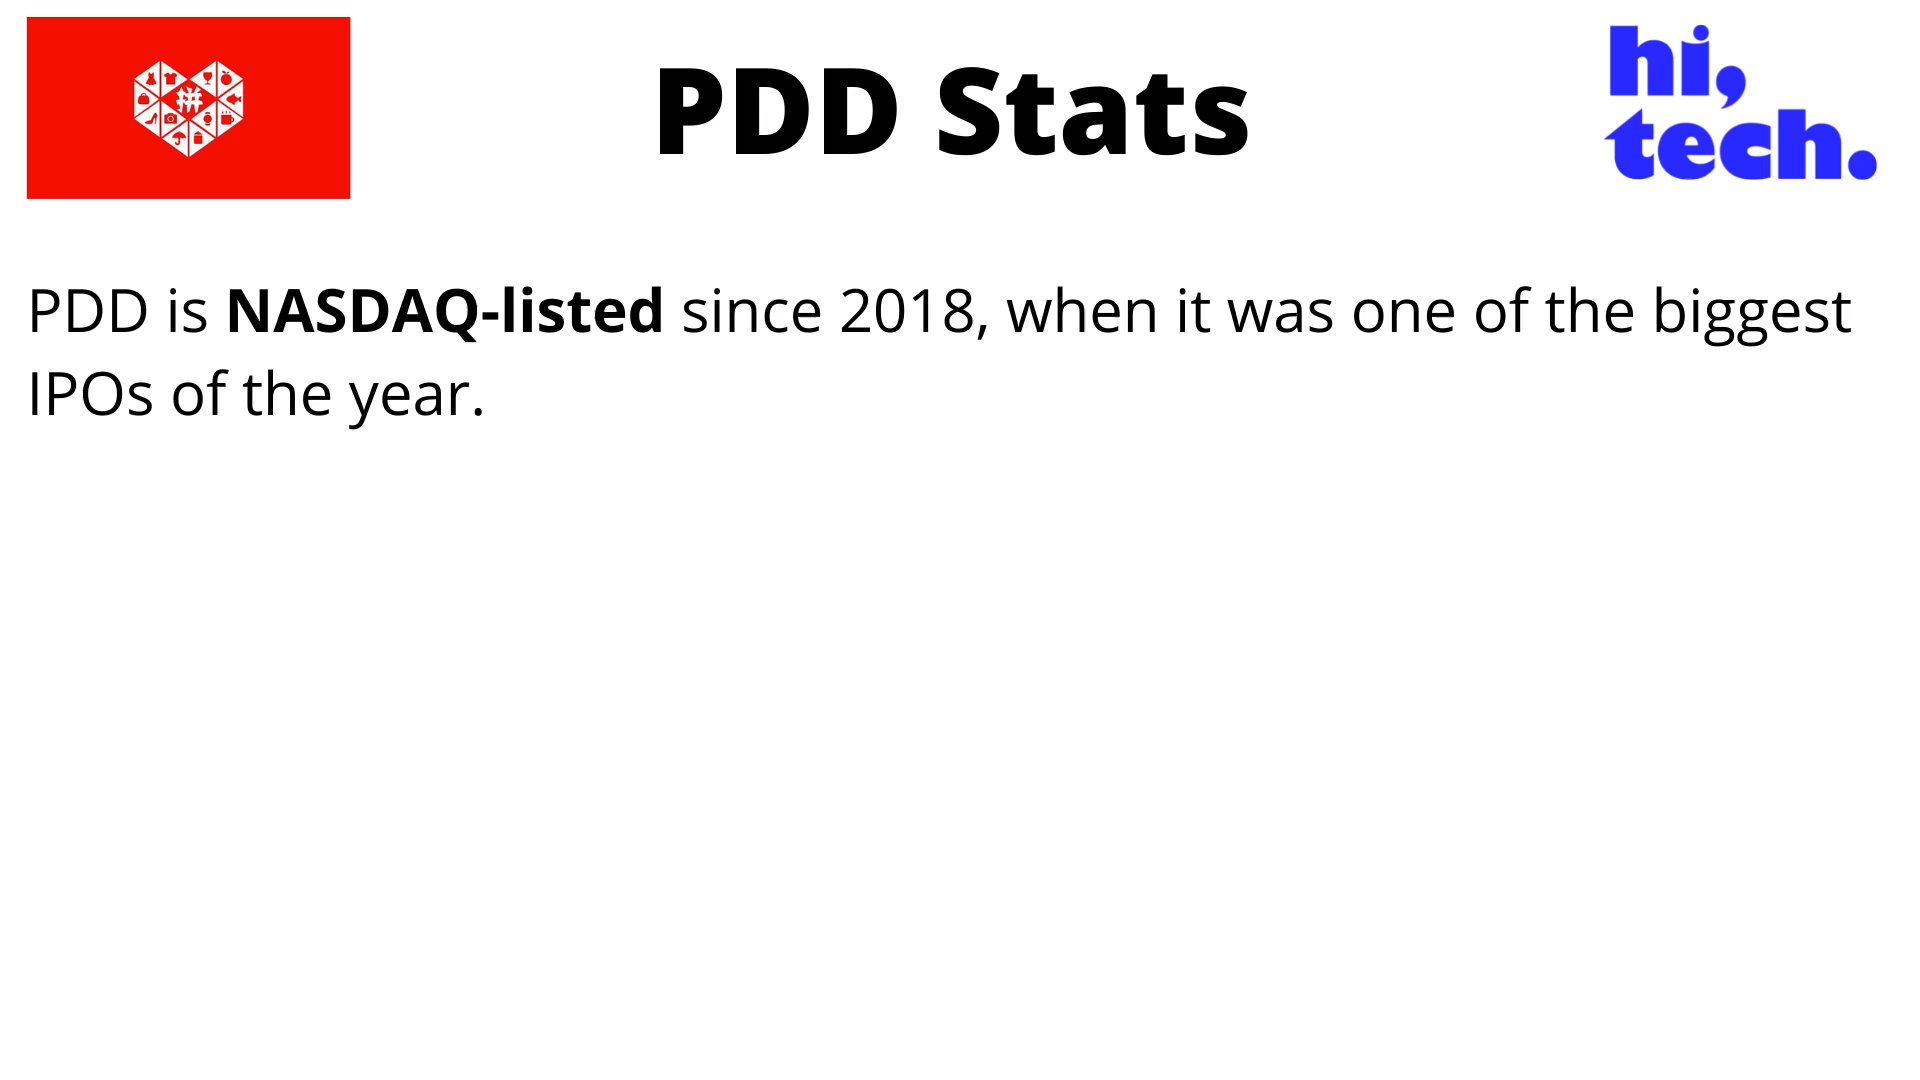 拼
PDD Stats
hi,
tech.
PDD is NASDAQ-listed since 2018, when it was one of the biggest
IPOs of the year.